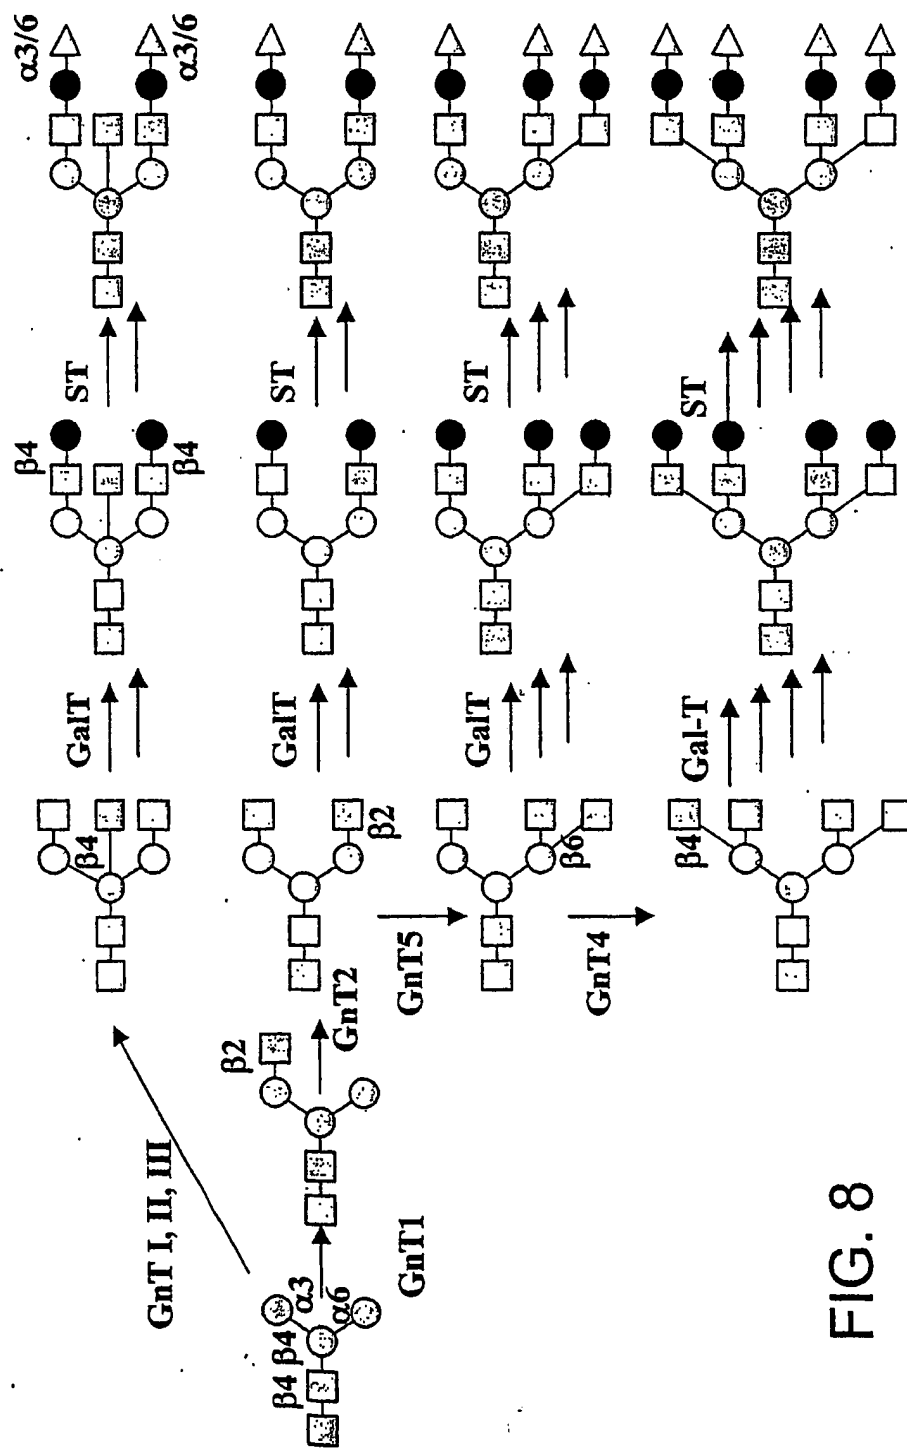 α3/6
α3/6
β4
β4
ST
GalT
β4
GnT I, II, III
ST
GalT
β2
GnT2
β2
α3
α6
β4 β4
GnT1
ST
GalT
β6
GnT5
ST
Gal-T
β4
GnT4
FIG. 8